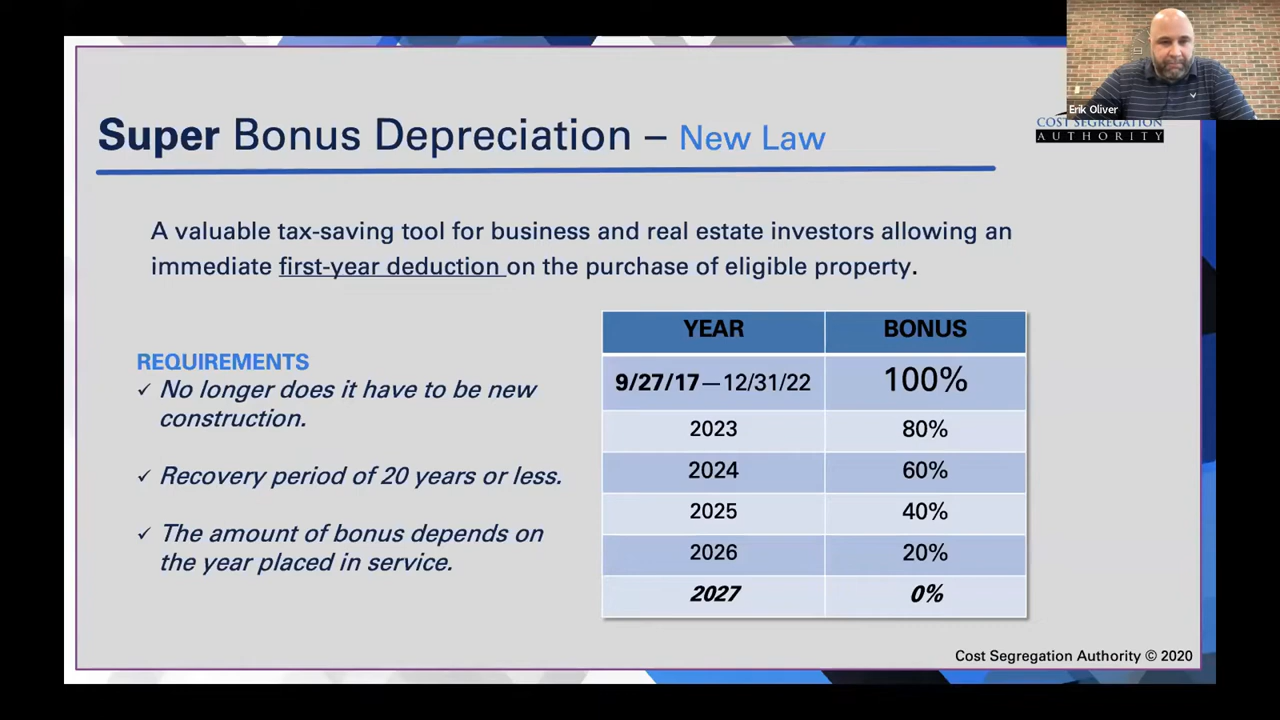 Erik Oliver
COST SEGREGATION
AUTHORITY
Super Bonus Depreciation – New Law
A valuable tax-saving tool for business and real estate investors allowing an
immediate first-year deduction on the purchase of eligible property.
REQUIREMENTS
✓ No longer does it have to be new
construction.
✓ Recovery period of 20 years or less.
✓ The amount of bonus depends on
the year placed in service.
YEAR BONUS
9/27/17—12/31/22 100%
2023 80%
2024 60%
2025 40%
2026 20%
2027 0%
Cost Segregation Authority © 2020